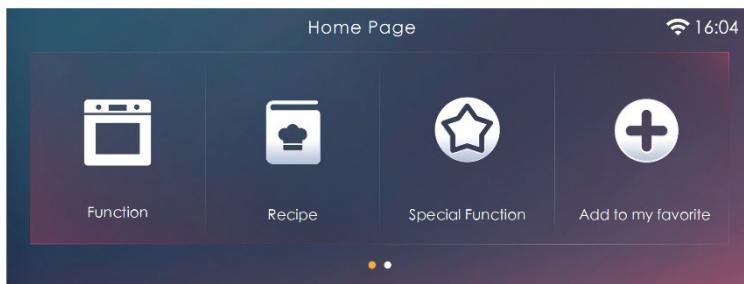 Home Page
16:04
Function
Recipe
Special Function
Add to my favorite